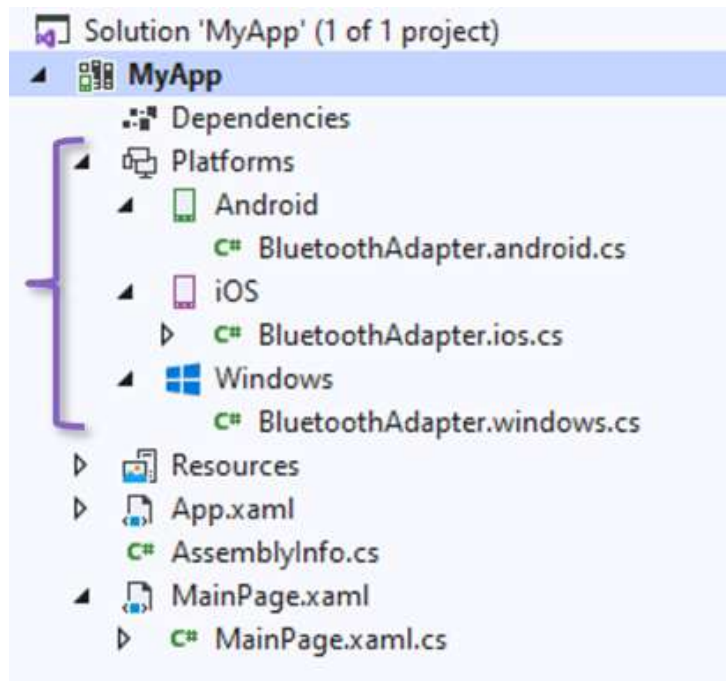 Solution 'MyApp' (1 of 1 project)
MyApp
Dependencies
Platforms
Android
C# BluetoothAdapter.android.cs
iOS
C# BluetoothAdapter.ios.cs
Windows
C# BluetoothAdapter.windows.cs
Resources
App.xaml
C# AssemblyInfo.cs
MainPage.xaml
C# MainPage.xaml.cs